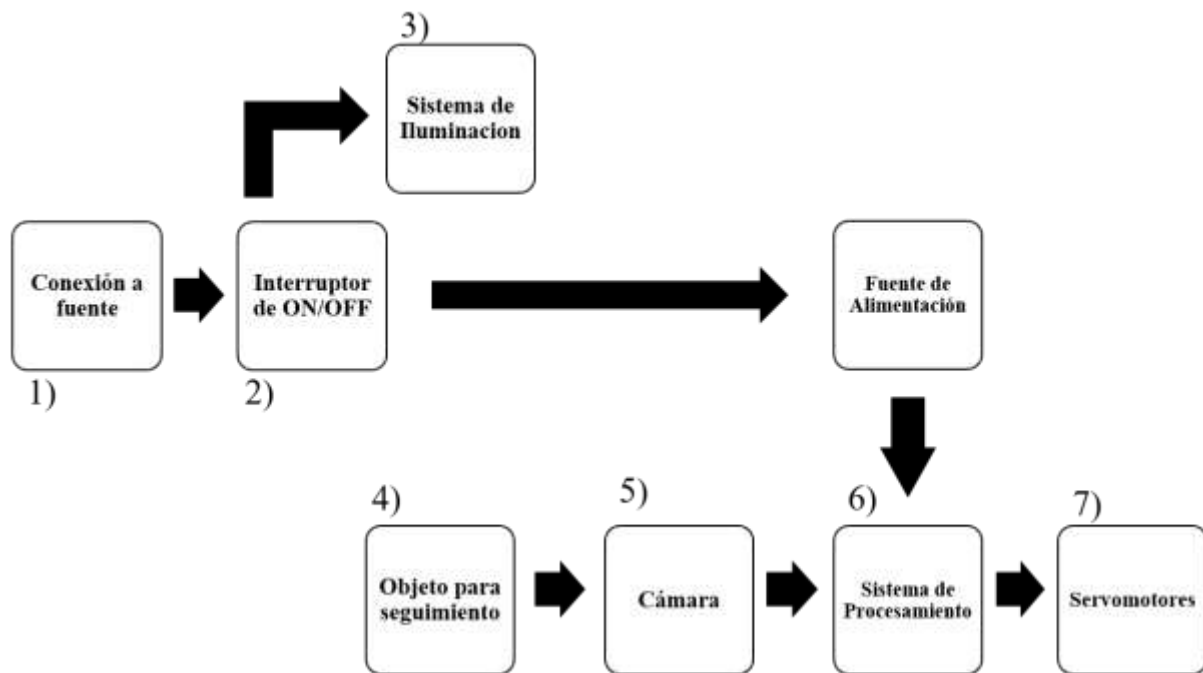 3)
Sistema de
Iluminacion
Conexión a
fuente
1)
Interruptor
de ON/OFF
2)
Fuente de
Alimentación
4)
Objeto para
seguimiento
5)
Cámara
6)
Sistema de
Procesamiento
7)
Servomotores